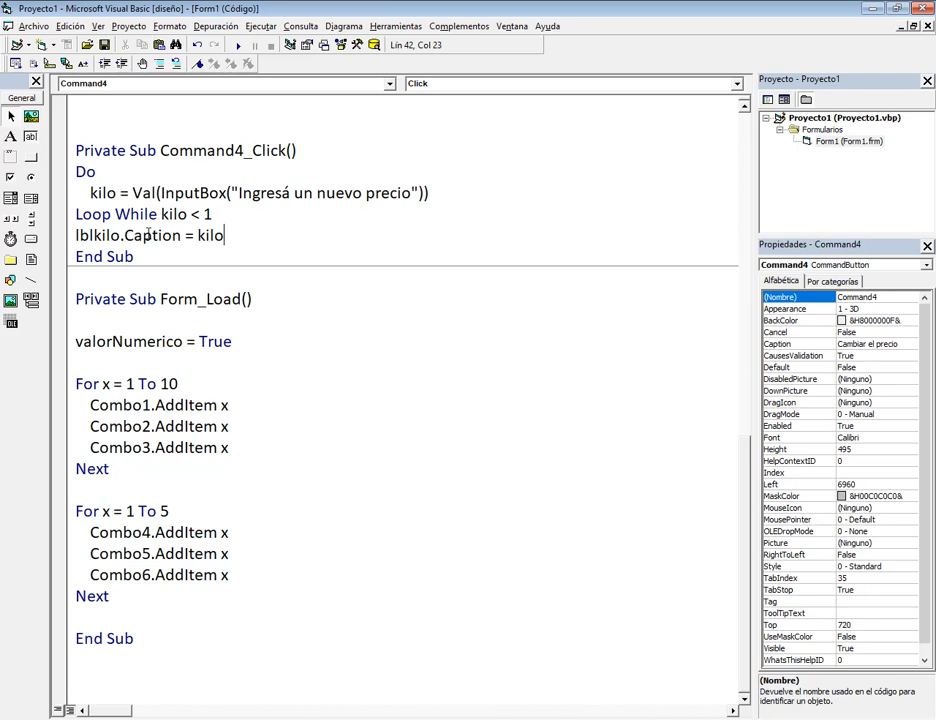 Proyecto1 - Microsoft Visual Basic [diseño] - [Form1 (Código)]
Archivo Edición Ver Proyecto Formato Depuración Ejecutar Consulta Diagrama Herramientas Complementos Ventana Ayuda
Lín 42, Col 23
General
Command4
Click
Private Sub Command4_Click()
Do
kilo = Val(InputBox("Ingresá un nuevo precio"))
Loop While kilo < 1
lblkilo.Caption = kilo
End Sub
Private Sub Form_Load()
valorNumerico = True
For x = 1 To 10
Combo1.AddItem x
Combo2.AddItem x
Combo3.AddItem x
Next
For x = 1 To 5
Combo4.AddItem x
Combo5.AddItem x
Combo6.AddItem x
Next
End Sub
Proyecto - Proyecto1
Proyecto1 (Proyecto1.vbp)
Formularios
Form1 (Form1.frm)
Propiedades - Command4
Command4 CommandButton
Alfabética Por categorías
(Nombre) Command4
Appearance 1 - 3D
BackColor &H8000000F&
Cancel False
Caption Cambiar el precio
CausesValidation True
Default False
DisabledPicture (Ninguno)
DownPicture (Ninguno)
DragIcon (Ninguno)
DragMode 0 - Manual
Enabled True
Font Calibri
Height 495
HelpContextID 0
Index
Left 6960
MaskColor &H00C0C0C0&
MouseIcon (Ninguno)
MousePointer 0 - Default
OLEDropMode 0 - None
Picture (Ninguno)
RightToLeft False
Style 0 - Standard
TabIndex 35
TabStop True
Tag
ToolTipText
Top 720
UseMaskColor False
Visible True
WhatsThisHelpID 0
(Nombre)
Devuelve el nombre usado en el código para
identificar un objeto.